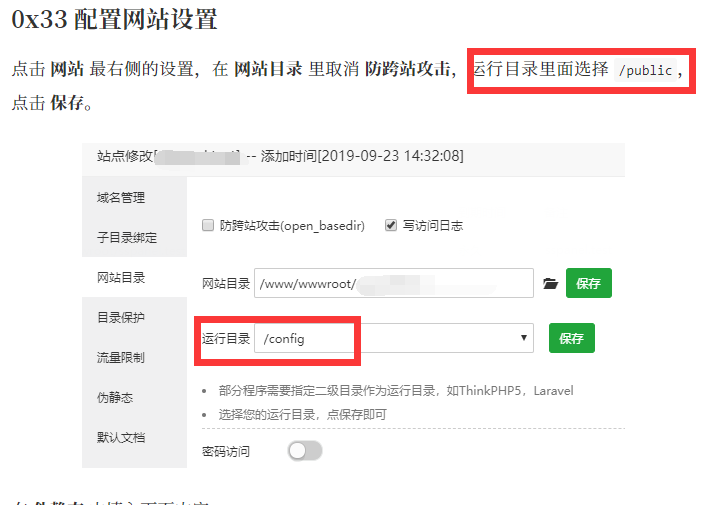 0x33 配置网站设置
点击 网站 最右侧的设置，在 网站目录 里取消 防跨站攻击，运行目录里面选择 /public，
点击 保存。
站点修改[ ] -- 添加时间[2019-09-23 14:32:08]
域名管理
防跨站攻击(open_basedir) 写访问日志
子目录绑定
网站目录
网站目录 /www/wwwroot/ 保存
目录保护
运行目录 /config 保存
流量限制
部分程序需要指定二级目录作为运行目录，如ThinkPHP5，Laravel
伪静态
选择您的运行目录，点保存即可
默认文档
密码访问